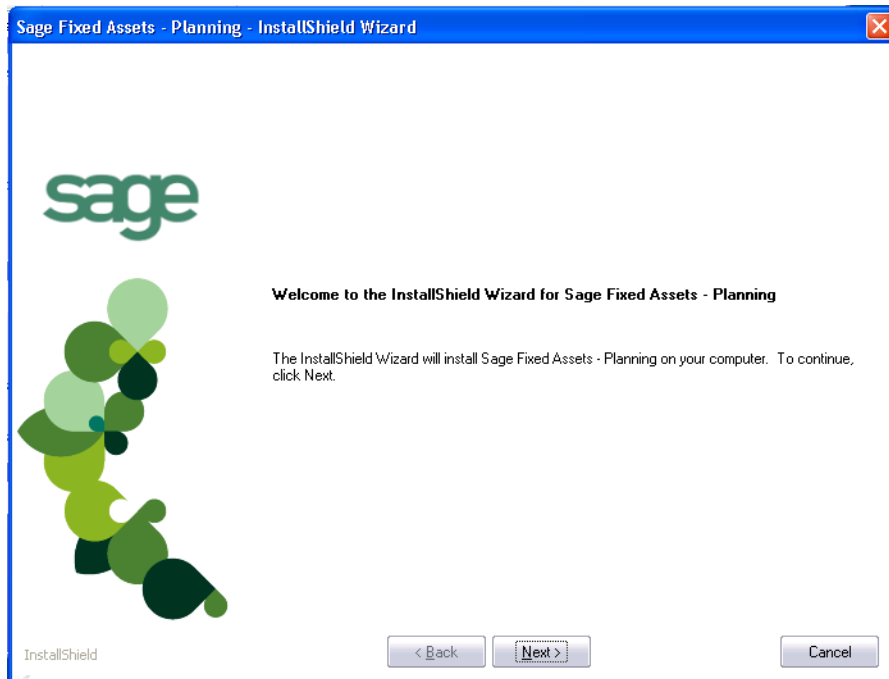 Sage Fixed Assets - Planning - InstallShield Wizard
sage
Welcome to the InstallShield Wizard for Sage Fixed Assets - Planning
The InstallShield Wizard will install Sage Fixed Assets - Planning on your computer.  To continue,
click Next.
InstallShield
< Back
Next >
Cancel